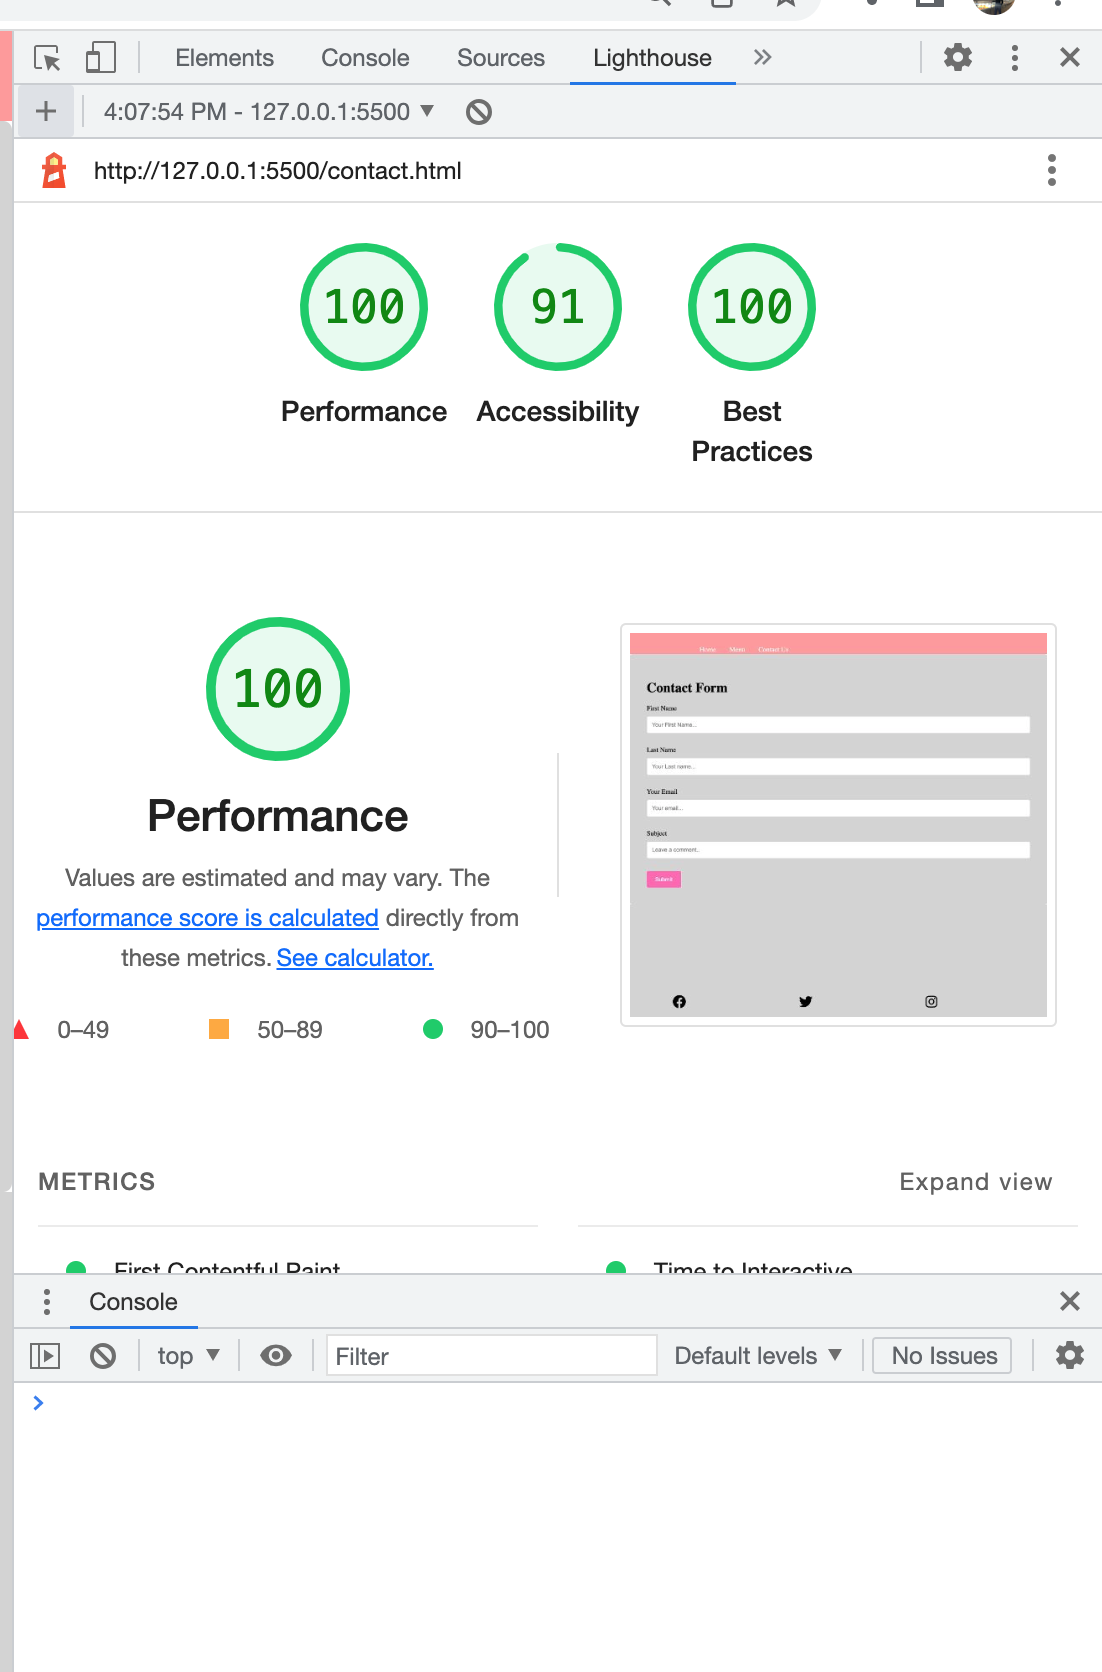 Elements Console Sources Lighthouse
4:07:54 PM - 127.0.0.1:5500
http://127.0.0.1:5500/contact.html
100 91 100
Performance Accessibility Best
Practices
100
Performance
Values are estimated and may vary. The
performance score is calculated directly from
these metrics. See calculator.
0–49 50–89 90–100
Home Menu Contact Us
Contact Form
First Name
Your First Name...
Last Name
Your Last name...
Your Email
Your email...
Subject
Leave a comment..
Submit
METRICS Expand view
First Contentful Paint Time to Interactive
Console
top Filter Default levels No Issues